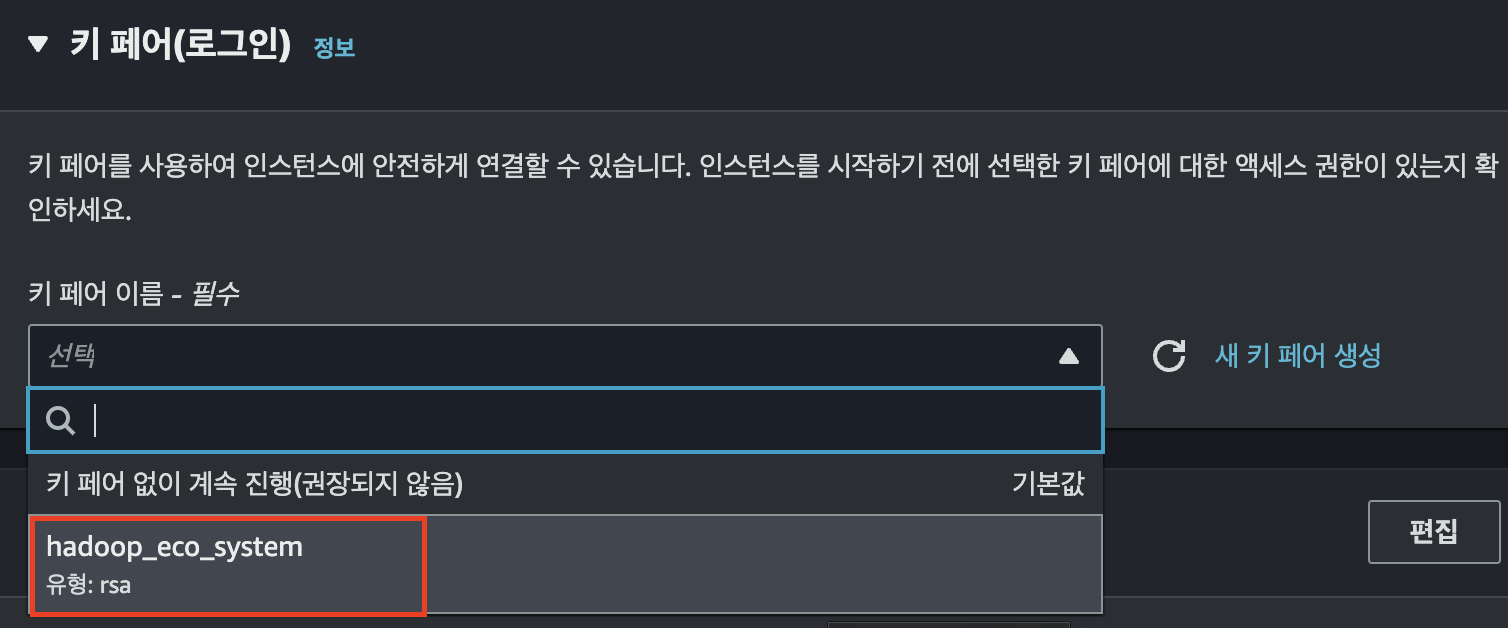 키 페어(로그인) 정보
키 페어를 사용하여 인스턴스에 안전하게 연결할 수 있습니다. 인스턴스를 시작하기 전에 선택한 키 페어에 대한 액세스 권한이 있는지 확
인하세요.
키 페어 이름 - 필수
선택
새 키 페어 생성
키 페어 없이 계속 진행(권장되지 않음) 기본값
hadoop_eco_system
유형: rsa
편집